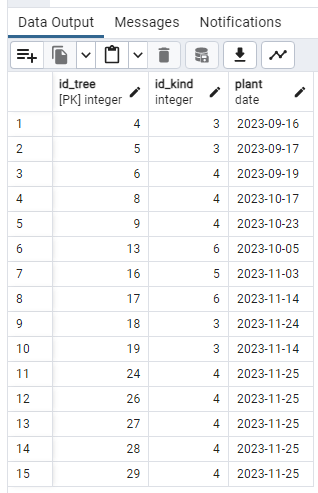 Data Output Messages Notifications
id_tree id_kind plant
[PK] integer integer date
1 4 3 2023-09-16
2 5 3 2023-09-17
3 6 4 2023-09-19
4 8 4 2023-10-17
5 9 4 2023-10-23
6 13 6 2023-10-05
7 16 5 2023-11-03
8 17 6 2023-11-14
9 18 3 2023-11-24
10 19 3 2023-11-14
11 24 4 2023-11-25
12 26 4 2023-11-25
13 27 4 2023-11-25
14 28 4 2023-11-25
15 29 4 2023-11-25